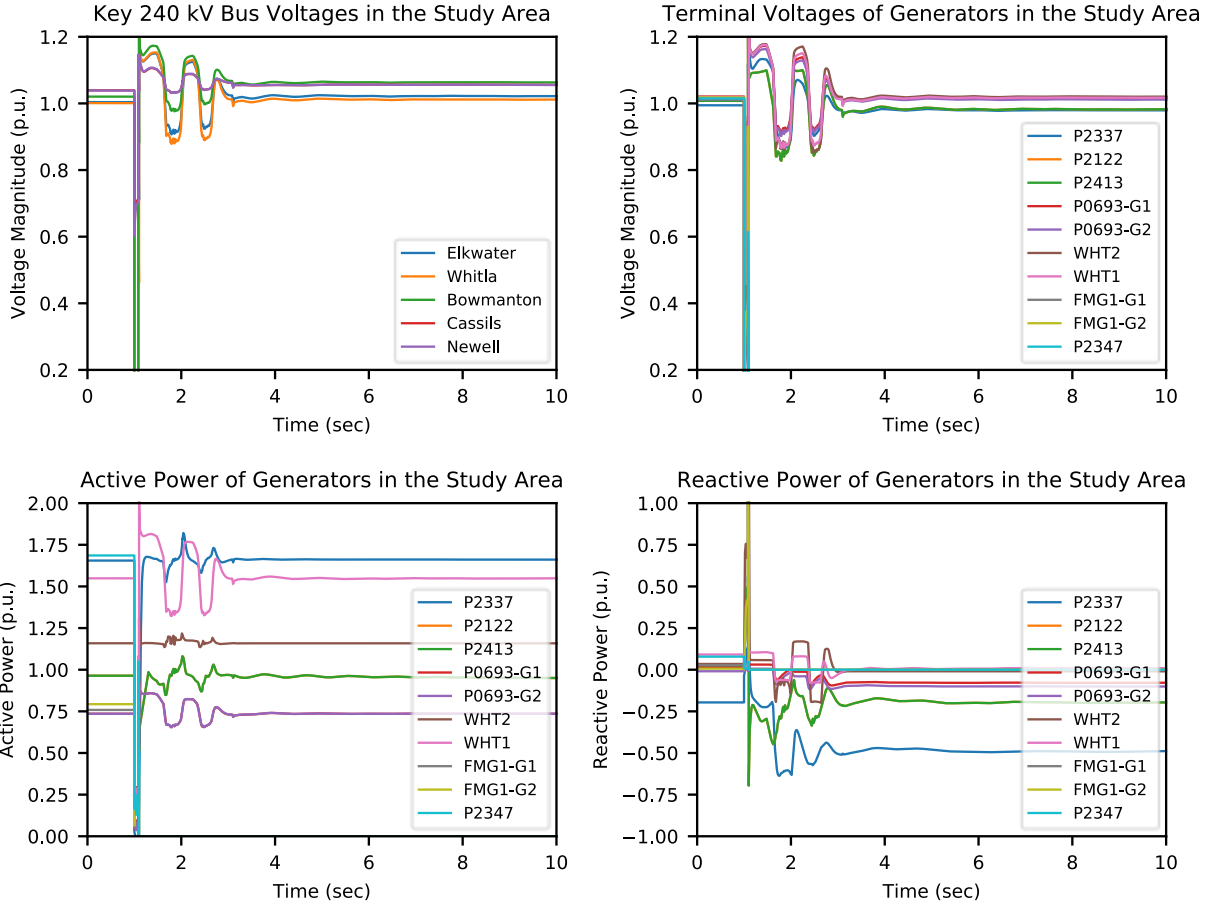 Key 240 kV Bus Voltages in the Study Area
1.2
1.0
0.8
0.6
0.4
0.2
Voltage Magnitude (p.u.)
Elkwater
Whitla
Bowmanton
Cassils
Newell
0 2 4 6 8 10
Time (sec)
Terminal Voltages of Generators in the Study Area
1.2
1.0
0.8
0.6
0.4
0.2
Voltage Magnitude (p.u.)
P2337
P2122
P2413
P0693-G1
P0693-G2
WHT2
WHT1
FMG1-G1
FMG1-G2
P2347
0 2 4 6 8 10
Time (sec)
Active Power of Generators in the Study Area
2.00
1.75
1.50
1.25
1.00
0.75
0.50
0.25
0.00
Active Power (p.u.)
P2337
P2122
P2413
P0693-G1
P0693-G2
WHT2
WHT1
FMG1-G1
FMG1-G2
P2347
0 2 4 6 8 10
Time (sec)
Reactive Power of Generators in the Study Area
1.00
0.75
0.50
0.25
0.00
−0.25
−0.50
−0.75
−1.00
Reactive Power (p.u.)
P2337
P2122
P2413
P0693-G1
P0693-G2
WHT2
WHT1
FMG1-G1
FMG1-G2
P2347
0 2 4 6 8 10
Time (sec)